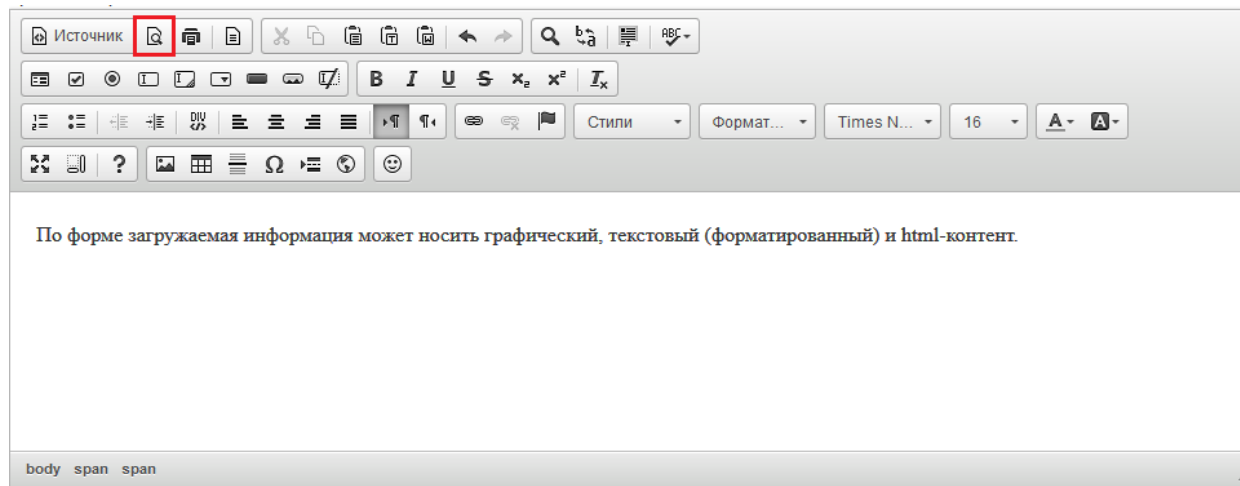 Источник
ABC
B I U S x₂ x² Iₓ
DIV
Стили Формат... Times N... 16 A A
? Ω
По форме загружаемая информация может носить графический, текстовый (форматированный) и html-контент.
body span span